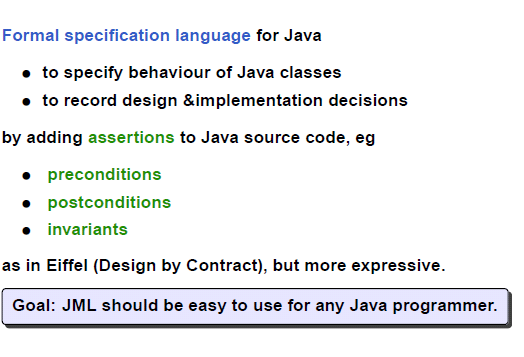 Formal specification language for Java
• to specify behaviour of Java classes
• to record design &implementation decisions
by adding assertions to Java source code, eg
• preconditions
• postconditions
• invariants
as in Eiffel (Design by Contract), but more expressive.
Goal: JML should be easy to use for any Java programmer.